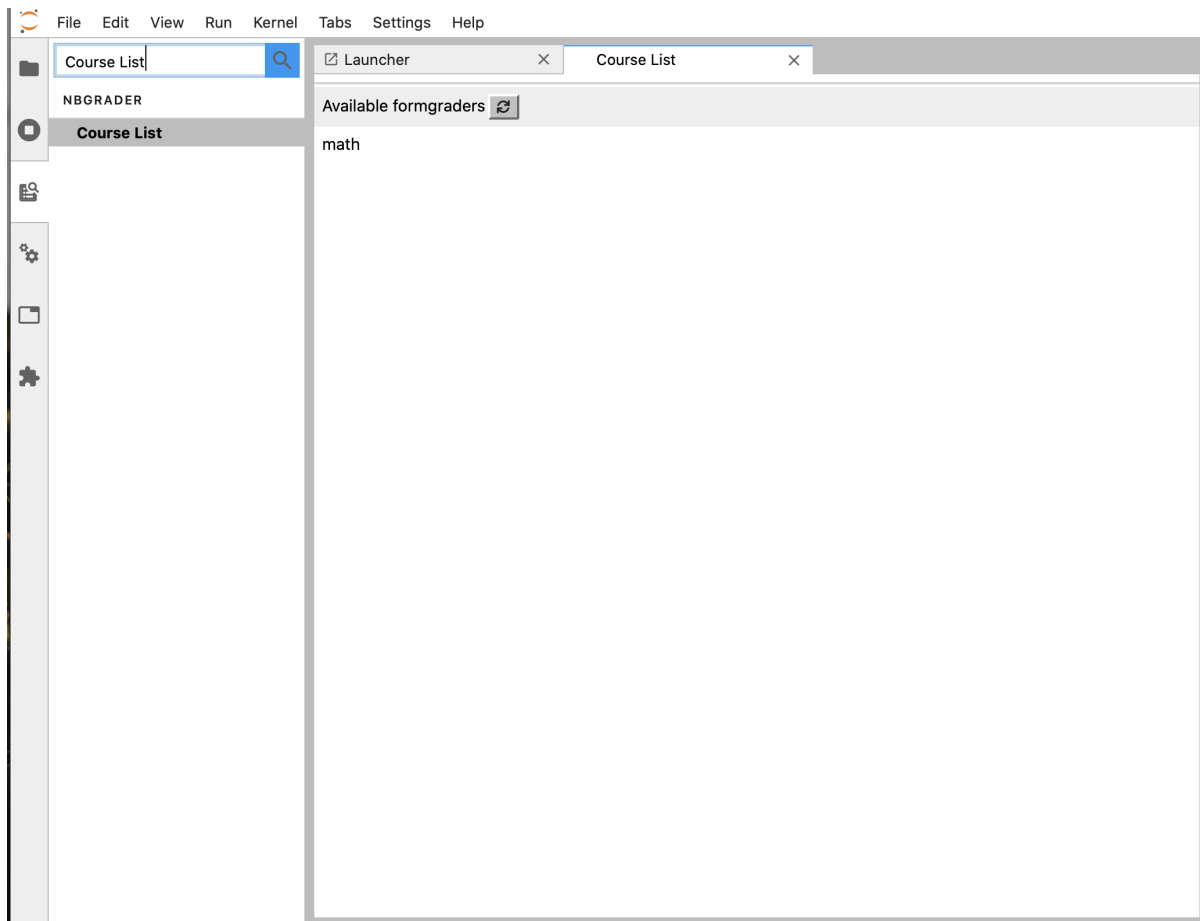 File Edit View Run Kernel Tabs Settings Help
Course List
NBGRADER
Course List
Launcher
Course List
Available formgraders
math